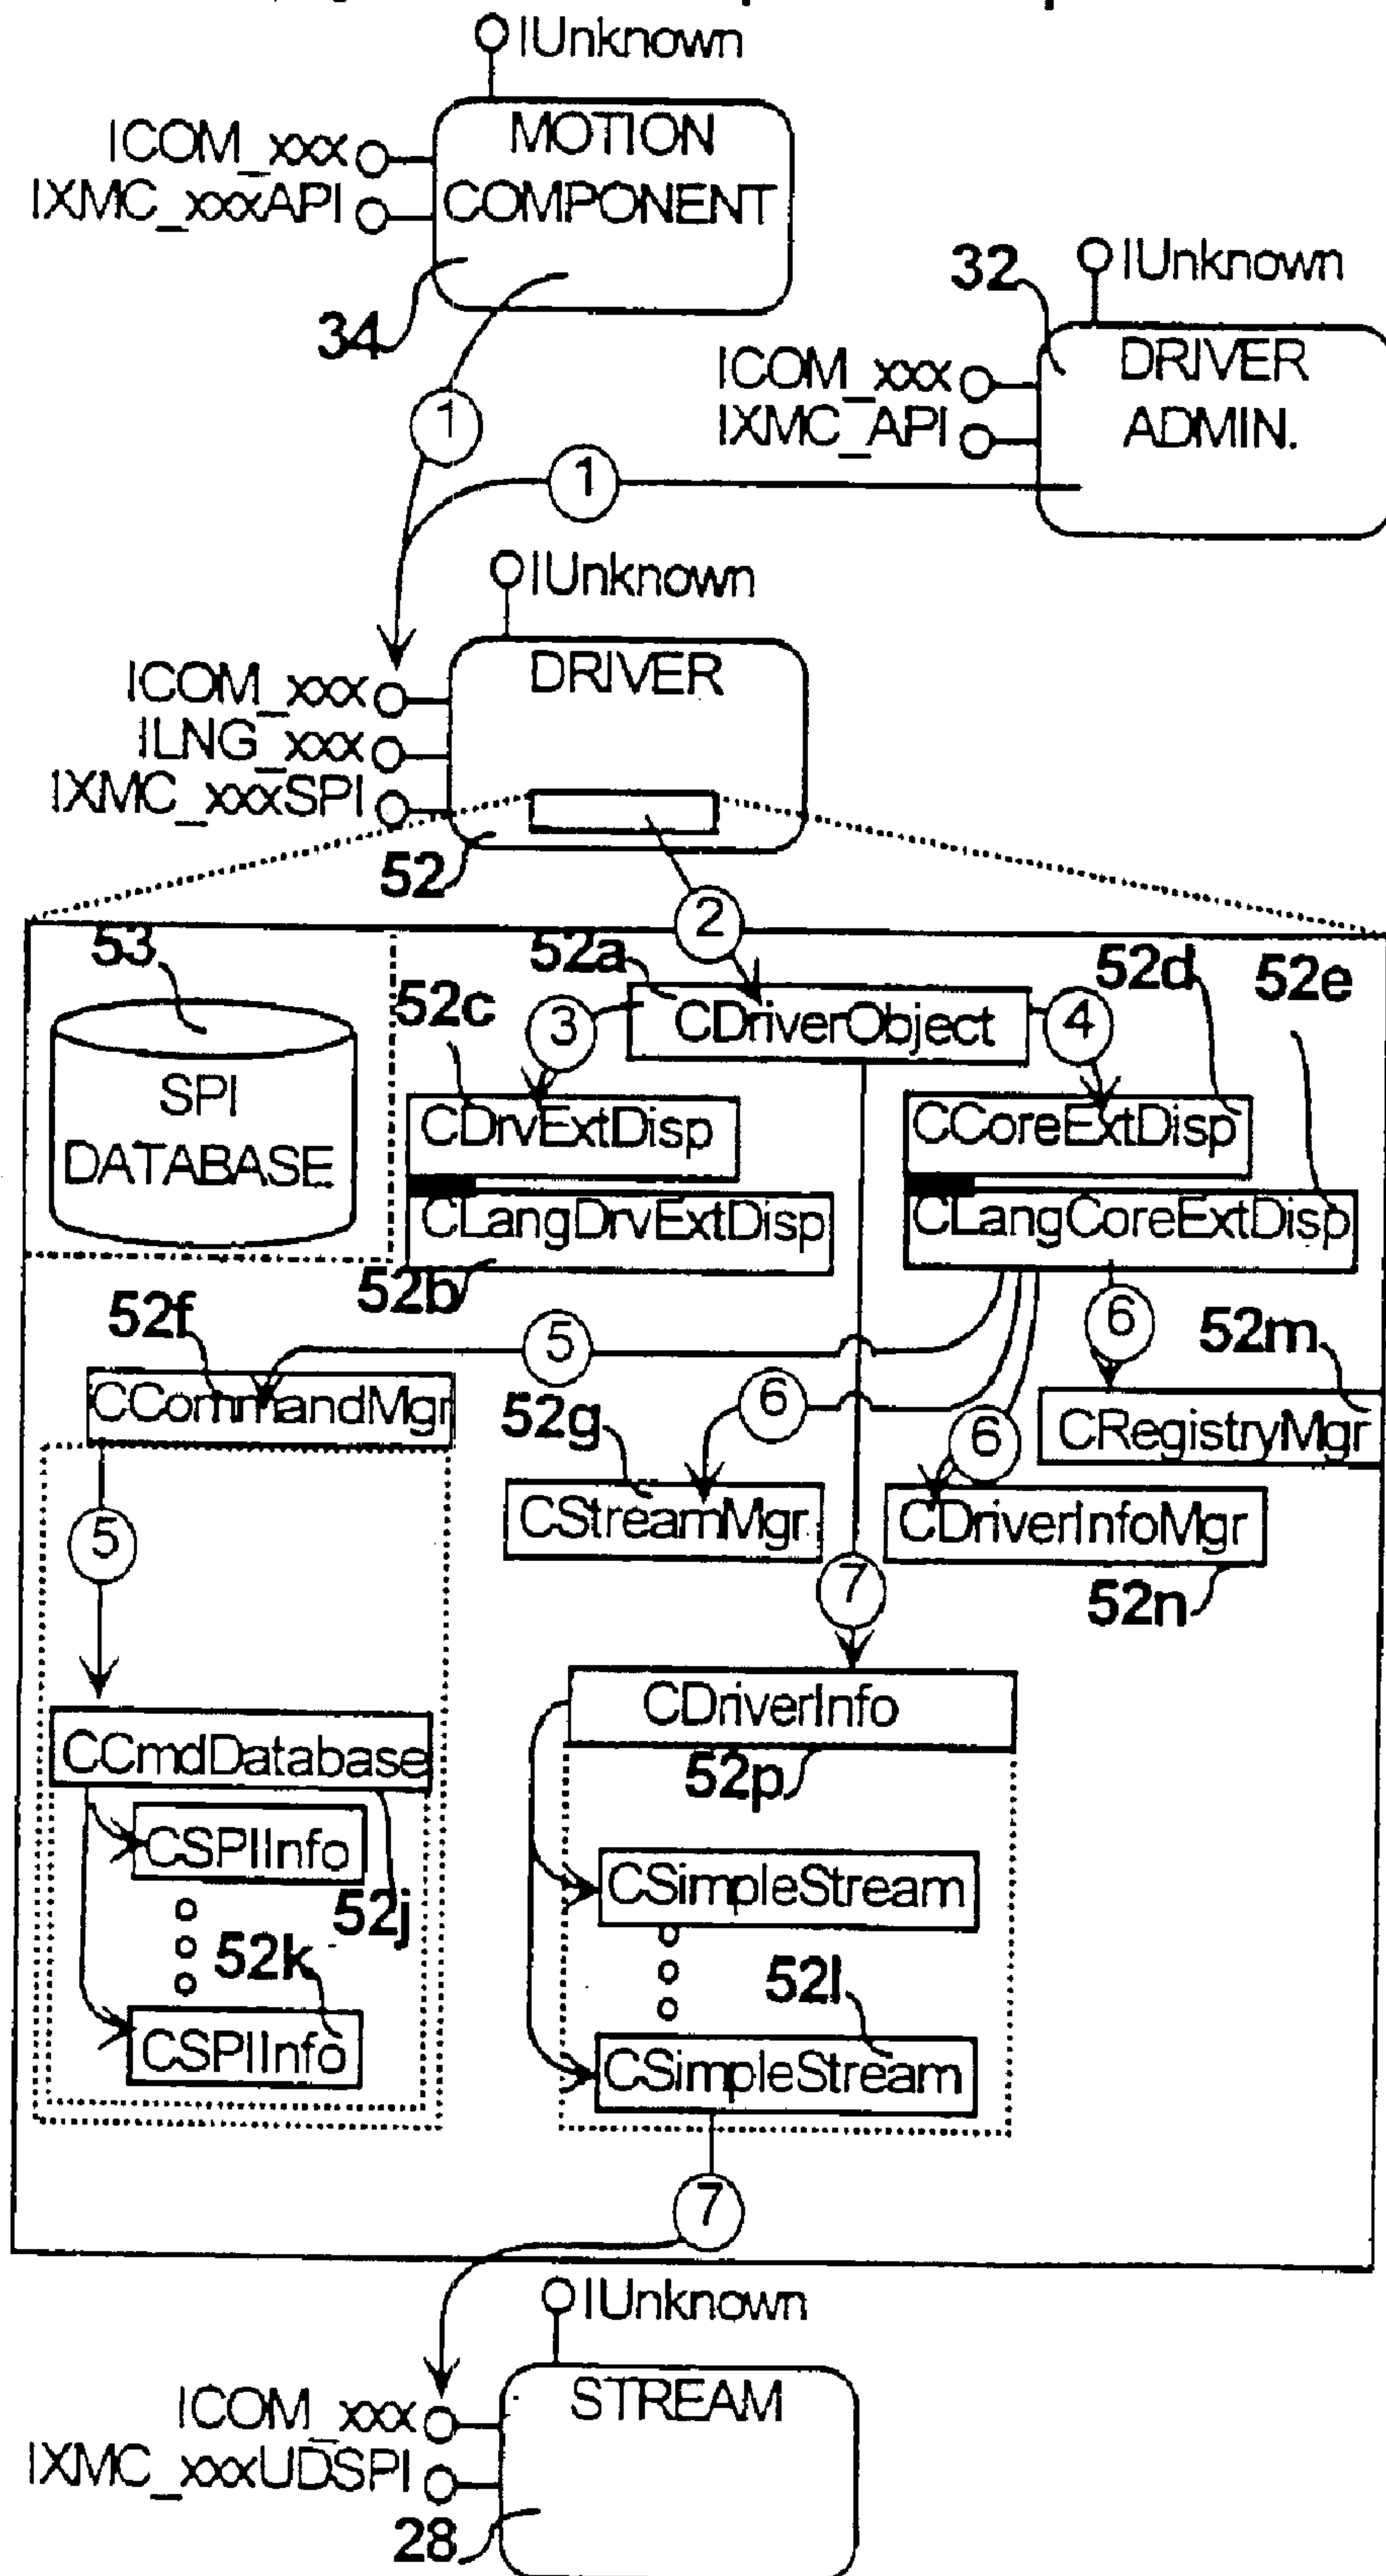 IUnknown
ICOM_xxx
IXMC_xxxAPI
MOTION
COMPONENT
34
32
IUnknown
ICOM_xxx
IXMC_API
DRIVER
ADMIN.
1
1
IUnknown
ICOM_xxx
ILNG_xxx
IXMC_xxxSPI
DRIVER
52
2
53
SPI
DATABASE
52a
52c
52d
52e
3
CDriverObject
4
CDrvExtDisp
CLangDrvExtDisp
52b
CCoreExtDisp
CLangCoreExtDisp
52f
5
6
52m
CCommandMgr
52g
6
6
CRegistryMgr
CStreamMgr
CDriverInfoMgr
52n
5
7
CDriverInfo
52p
CCmdDatabase
CSPIInfo
52j
52k
CSPIInfo
CSimpleStream
52l
CSimpleStream
7
IUnknown
ICOM_xxx
IXMC_xxxUDSPI
STREAM
28